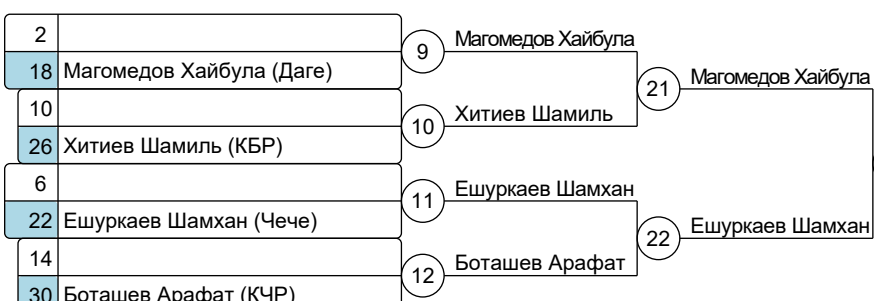 2
18 Магомедов Хайбула (Даге)
9
Магомедов Хайбула
10
26 Хитиев Шамиль (КБР)
10
Хитиев Шамиль
21
Магомедов Хайбула
6
22 Ешуркаев Шамхан (Чече)
11
Ешуркаев Шамхан
14
30 Боташев Арафат (КЧР)
12
Боташев Арафат
22
Ешуркаев Шамхан